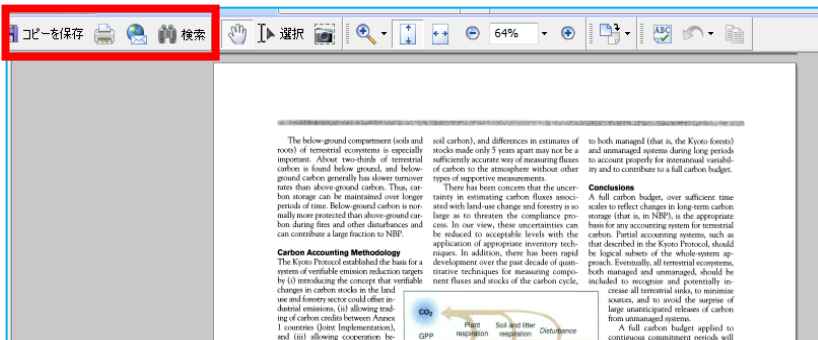 コピーを保存 検索 選択 64% ABC
The below-ground compartment (soils and
roots) of terrestrial ecosystems is especially
important. About two-thirds of terrestrial
carbon is found below ground, and below-
ground carbon generally has slower turnover
rates than above-ground carbon. Thus, car-
bon storage can be maintained over longer
periods of time. Below-ground carbon is nor-
mally more protected than above-ground car-
bon during fires and other disturbances and
can contribute a large fraction to NBP.
Carbon Accounting Methodology
The Kyoto Protocol established the basis for a
system of verifiable emission reduction targets
by (i) introducing the concept that verifiable
changes in carbon stocks in the land
use and forestry sector could offset in-
dustrial emissions, (ii) allowing trad-
ing of carbon credits between Annex
1 countries (Joint Implementation),
and (iii) allowing cooperation be-
soil carbon), and differences in estimates of
stocks made only 5 years apart may not be a
sufficiently accurate way of measuring fluxes
of carbon to the atmosphere without other
types of supportive measurements.
There has been concern that the uncer-
tainty in estimating carbon fluxes associ-
ated with land-use change and forestry is so
large as to threaten the compliance pro-
cess. In our view, these uncertainties can
be reduced to acceptable levels with the
application of appropriate inventory tech-
niques. In addition, there has been rapid
development over the past decade of quan-
titative techniques for measuring compo-
nent fluxes and stocks of the carbon cycle,
CO2
GPP
Plant
respiration
Soil and litter
respiration
Disturbance
to both managed (that is, the Kyoto forests)
and unmanaged systems during long periods
to account properly for interannual variabil-
ity and to contribute to a full carbon budget.
Conclusions
A full carbon budget, over sufficient time
scales to reflect changes in long-term carbon
storage (that is, in NBP), is the appropriate
basis for any accounting system for terrestrial
carbon. Partial accounting systems, such as
that described in the Kyoto Protocol, should
be logical subsets of the whole-system ap-
proach. Eventually, all terrestrial ecosystems,
both managed and unmanaged, should be
included to recognize and potentially in-
crease all terrestrial sinks, to minimize
sources, and to avoid the surprise of
large unanticipated releases of carbon
from unmanaged systems.
A full carbon budget applied to
contiguous commitment periods will